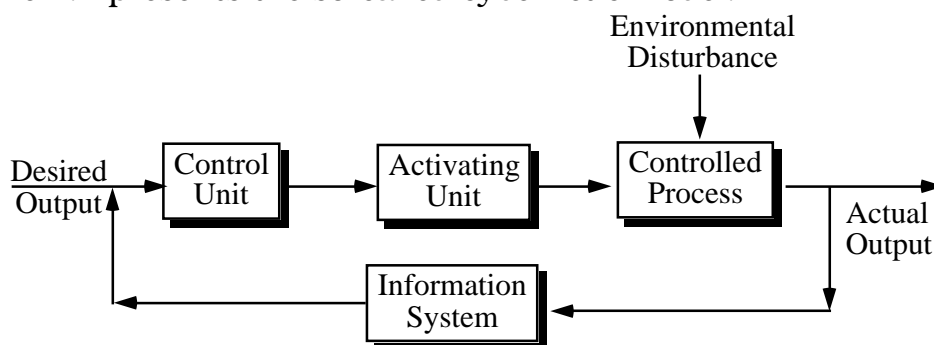 Environmental
Disturbance
Desired
Output
Control
Unit
Activating
Unit
Controlled
Process
Actual
Output
Information
System